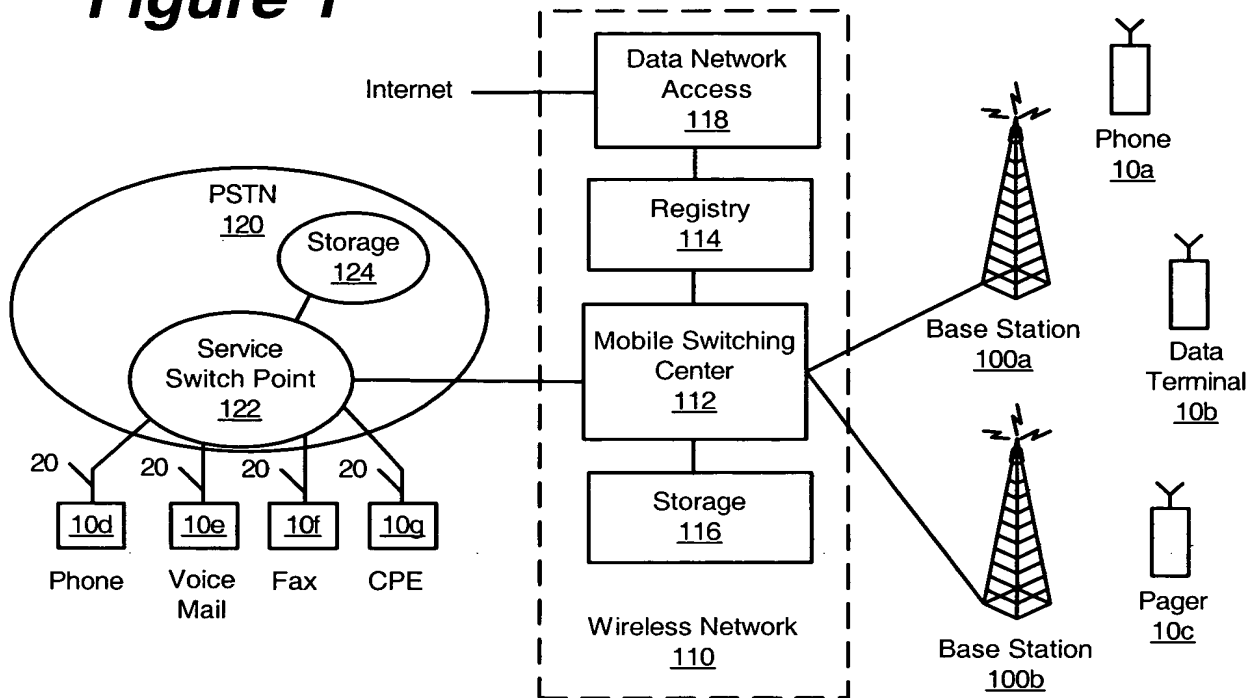 Figure 1
Internet
Data Network
Access
118
Registry
114
Mobile Switching
Center
112
Storage
116
Wireless Network
110
PSTN
120
Storage
124
Service
Switch Point
122
20
20
20
20
10d
10e
10f
10g
Phone
Voice
Mail
Fax
CPE
Base Station
100a
Base Station
100b
Phone
10a
Data
Terminal
10b
Pager
10c